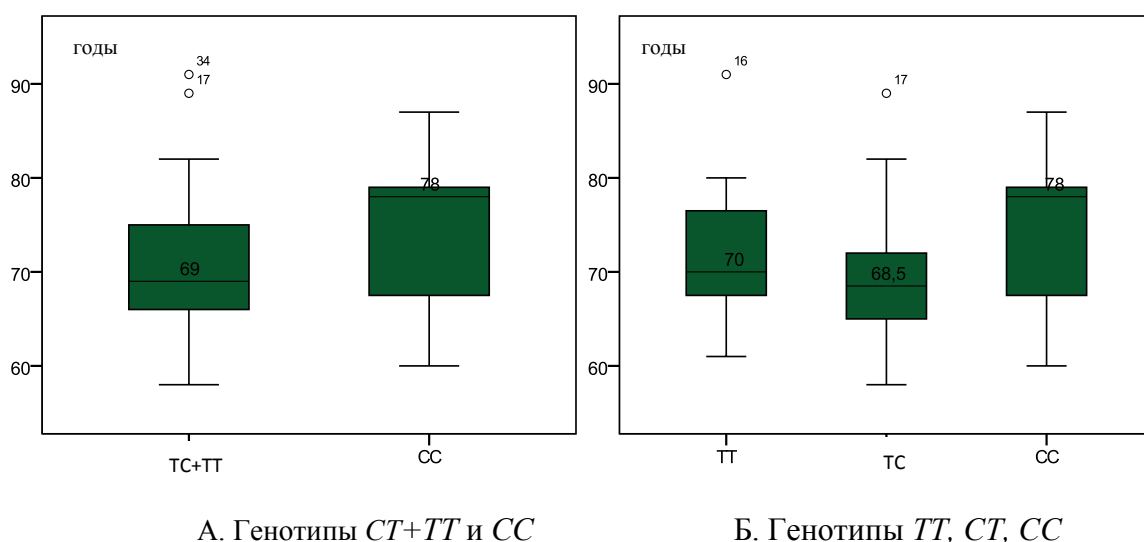 годы
34
17
90
80
78
70
69
60
TC+TT
CC
А. Генотипы CT+TT и CC
годы
16
17
90
80
78
70
70
68,5
60
TT
TC
CC
Б. Генотипы TT, CT, CC